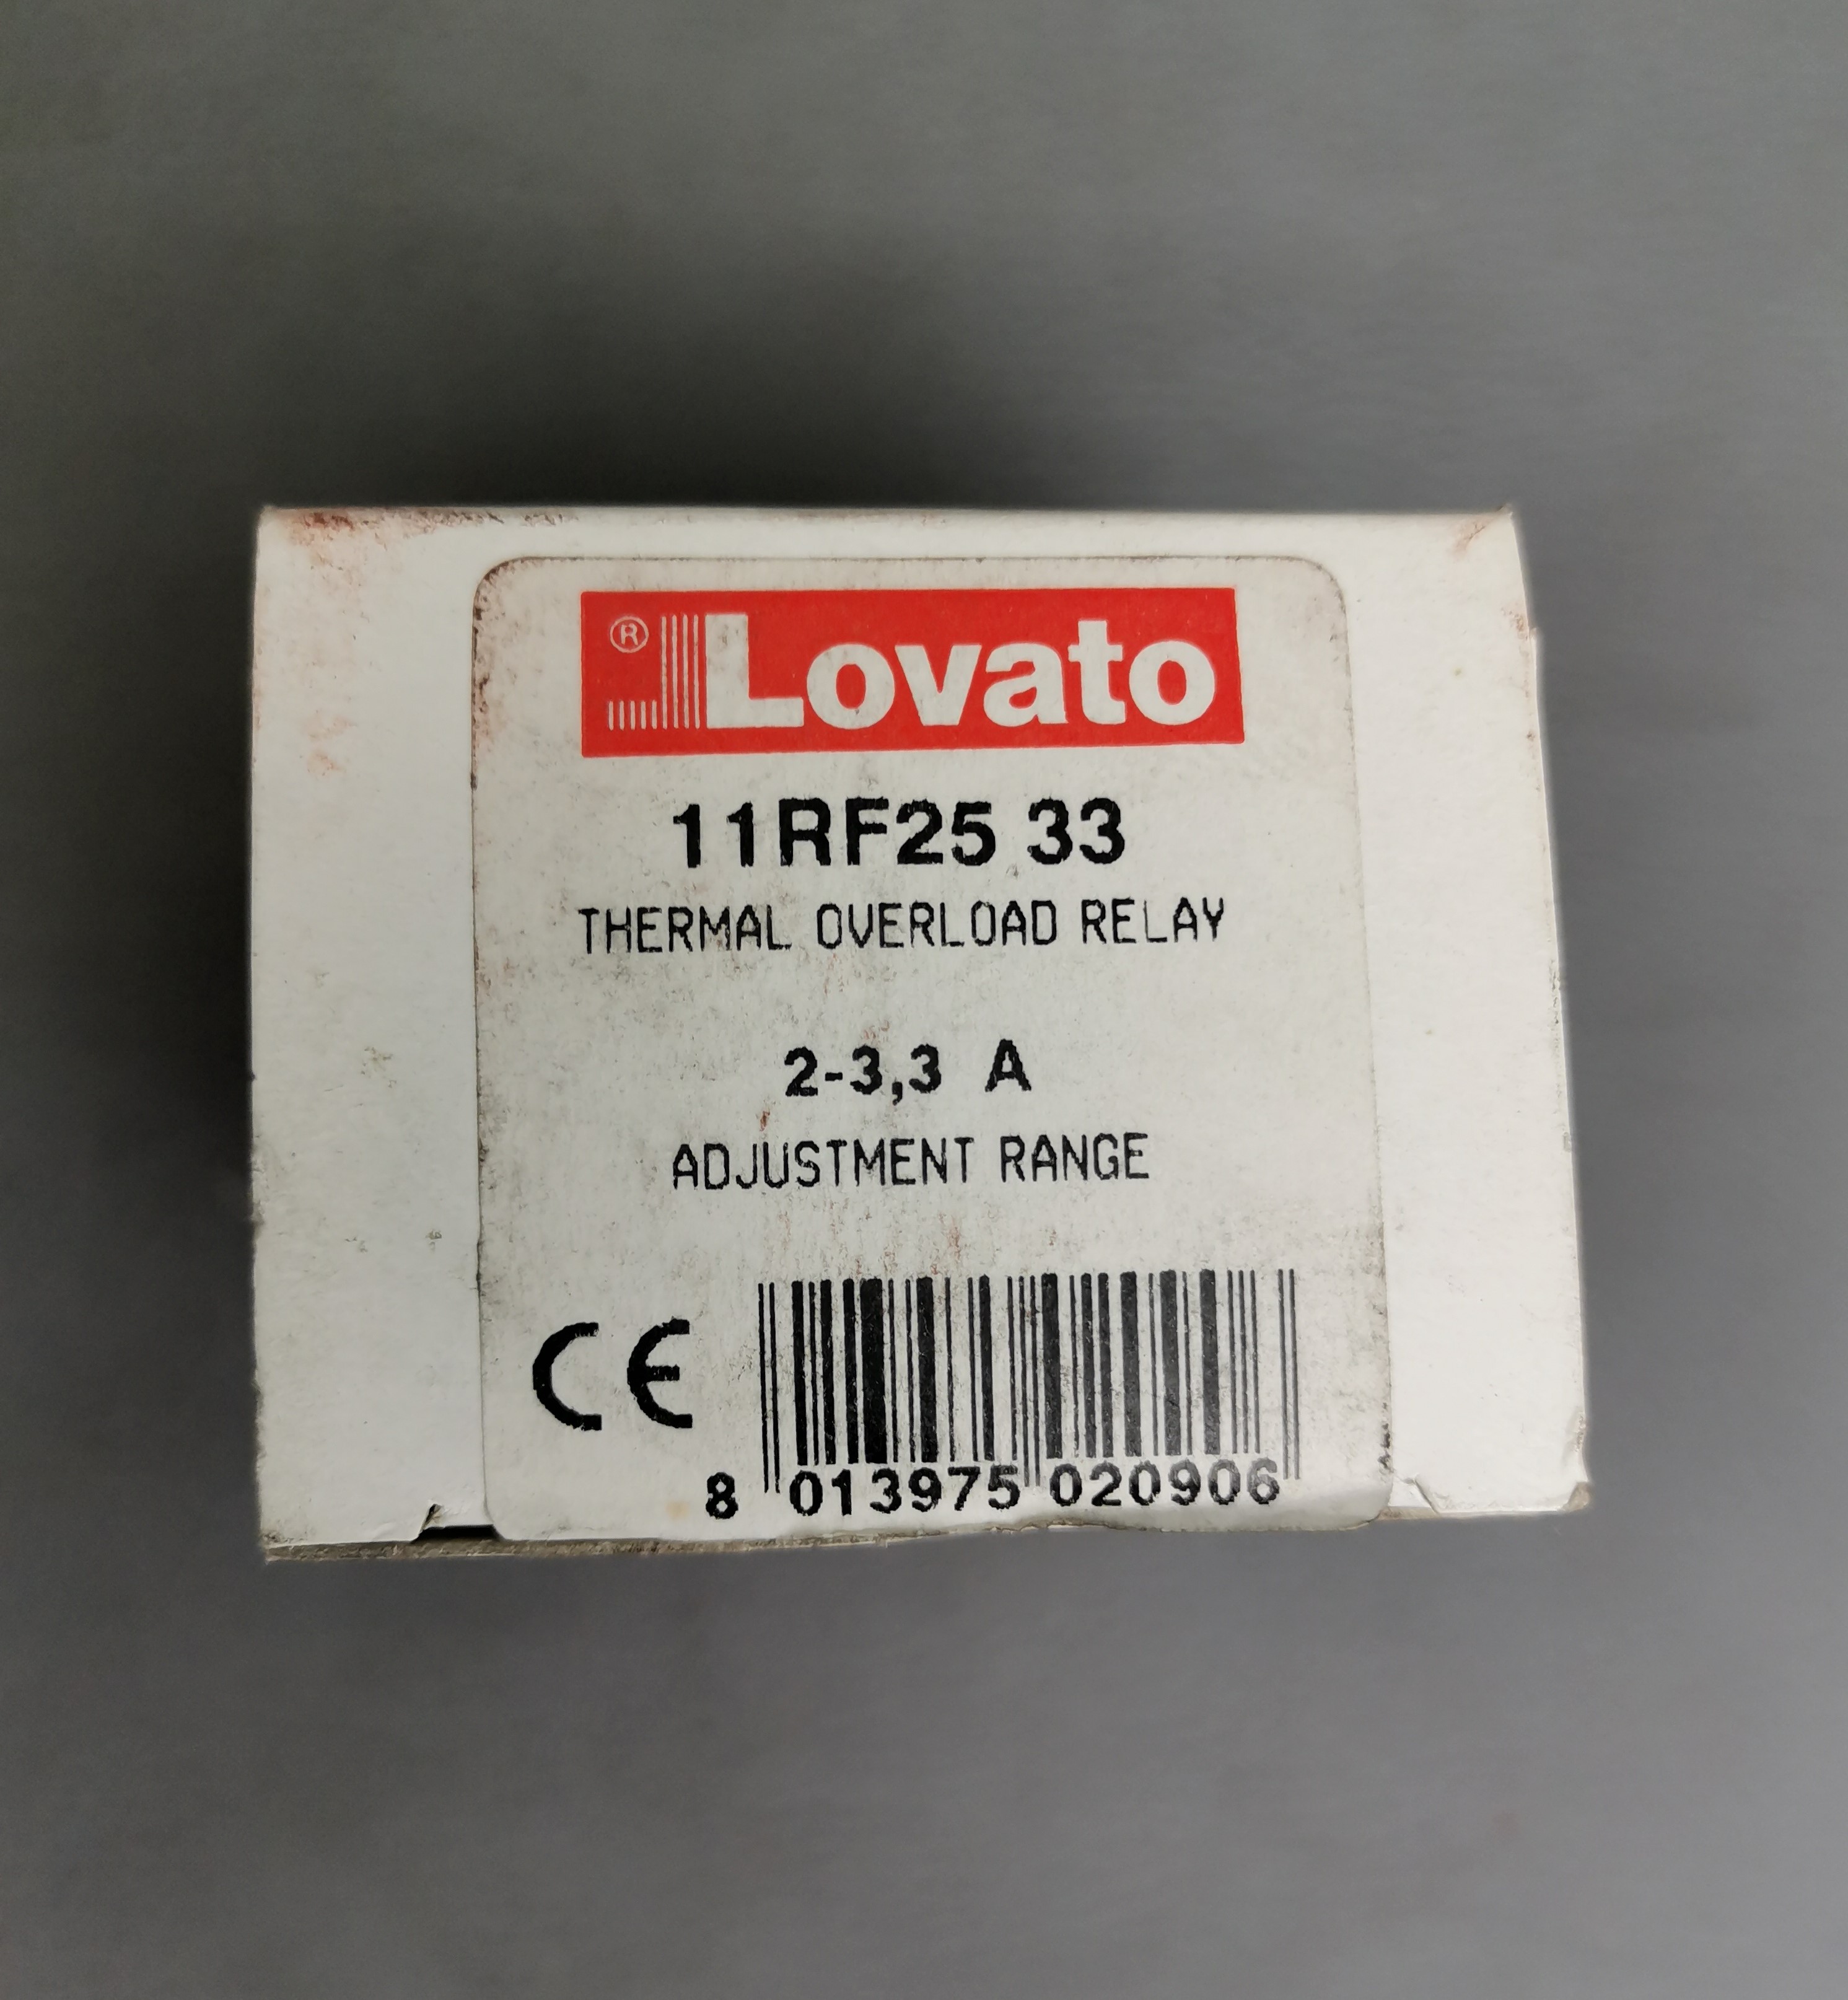 ® Lovato
11RF25 33
THERMAL OVERLOAD RELAY
2-3,3 A
ADJUSTMENT RANGE
CE
8 013975 020906